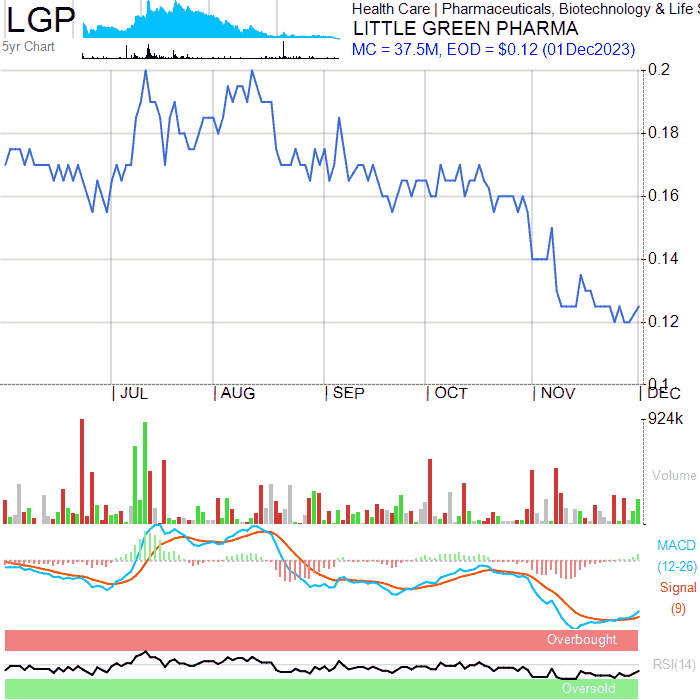 LGP
5yr Chart
Health Care | Pharmaceuticals, Biotechnology & Life S
LITTLE GREEN PHARMA
MC = 37.5M, EOD = $0.12 (01Dec2023)
0.2
0.18
0.16
0.14
0.12
0.1
JUL AUG SEP OCT NOV DEC
924k
Volume
MACD
(12-26)
Signal
(9)
Overbought
RSI(14)
Oversold